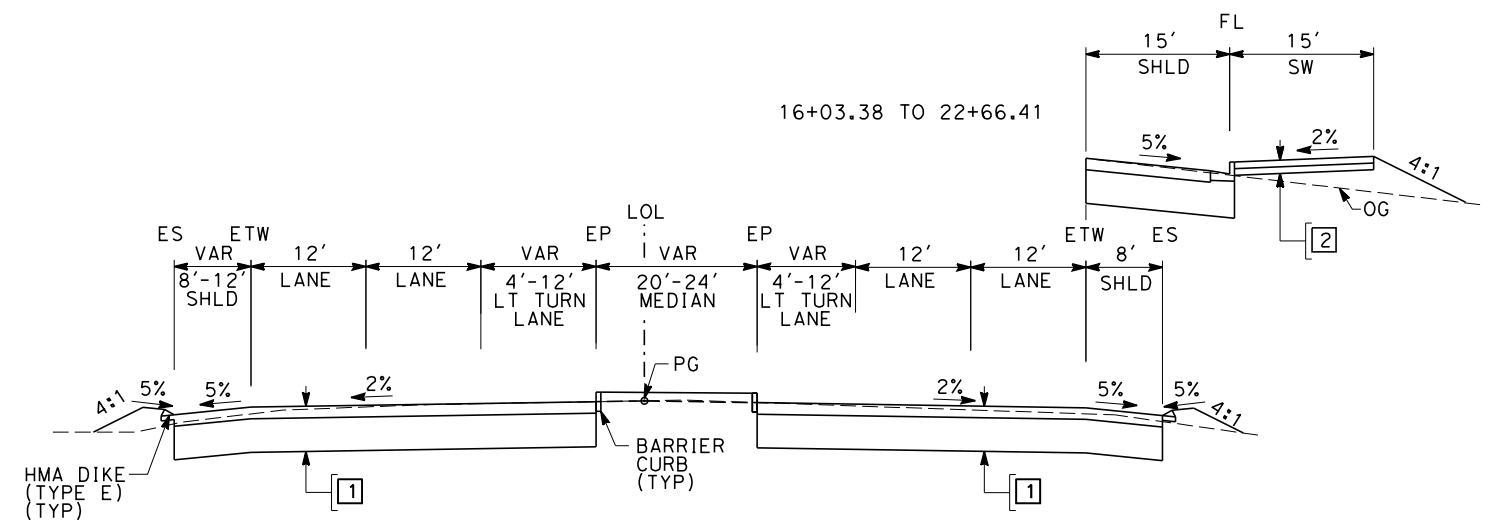 FL
15' 15'
SHLD SW
16+03.38 TO 22+66.41
5% 2% 4:1
OG
2
LOL
ES ETW EP EP ETW ES
VAR 12' 12' VAR VAR VAR 12' 12' 8'
8'-12' LANE LANE 4'-12' 20'-24' 4'-12' LANE LANE SHLD
SHLD LT TURN MEDIAN LT TURN
LANE LANE
PG
4:1 5% 5% 2% 2% 5% 5% 4:1
HMA DIKE
(TYPE E)
(TYP)
BARRIER
CURB
(TYP)
1 1